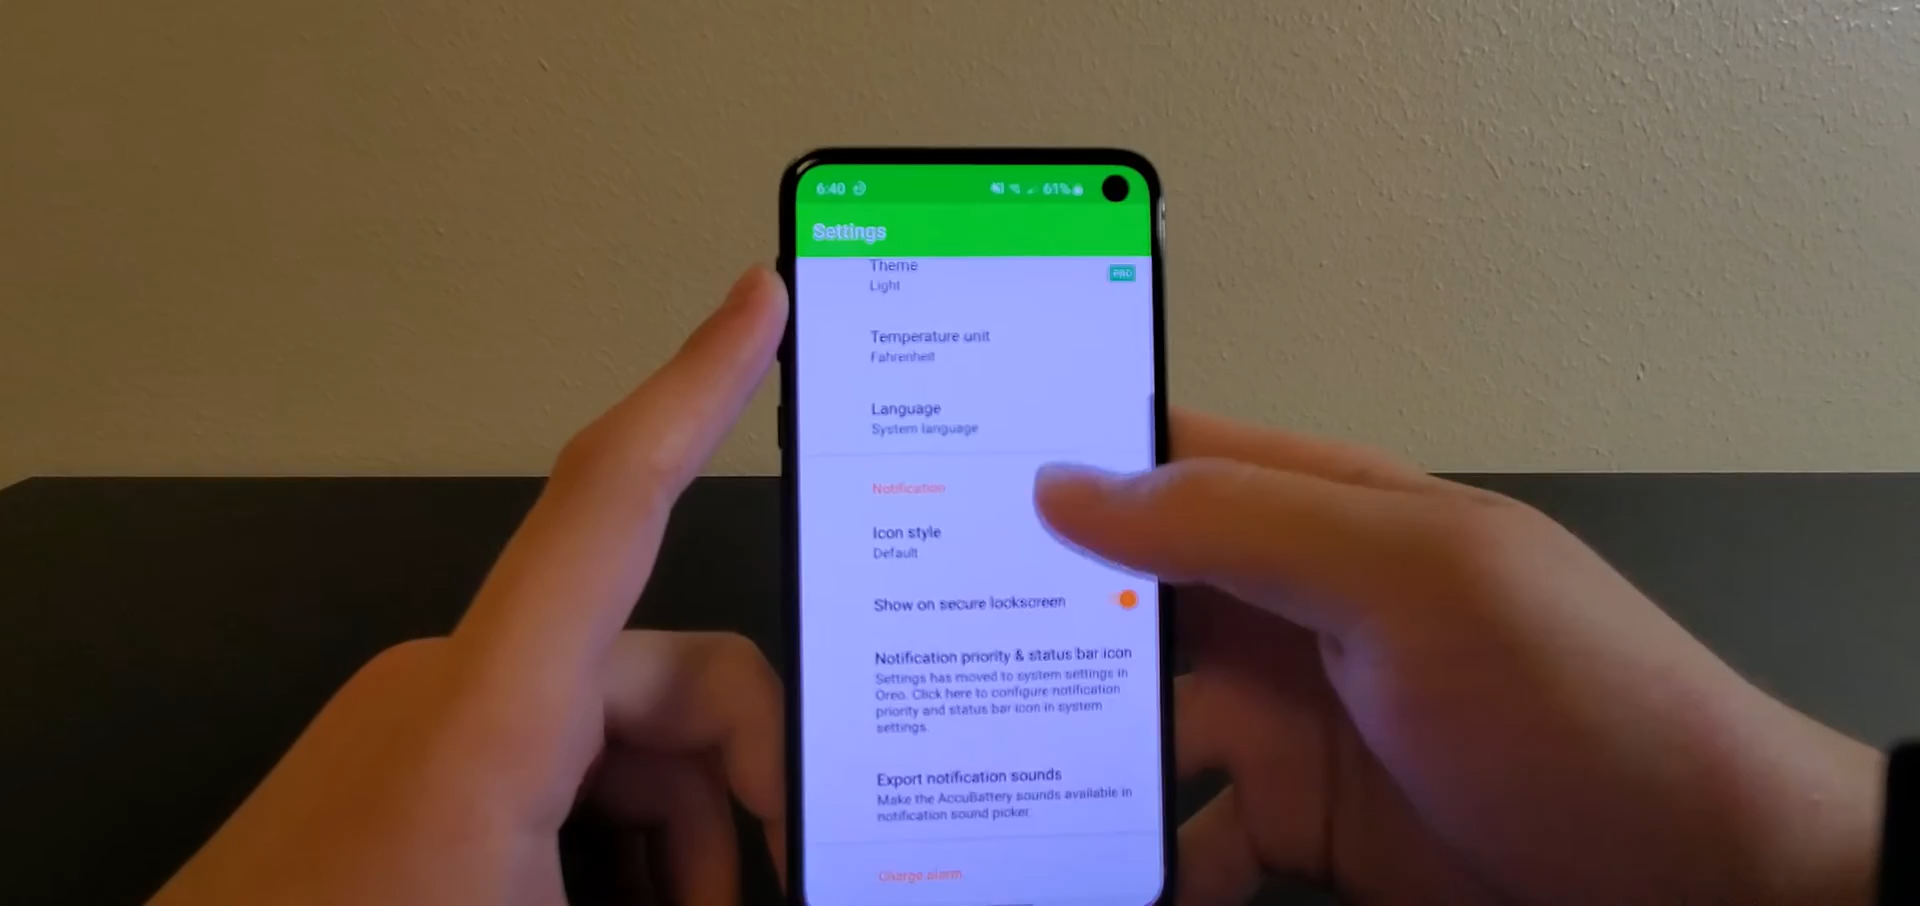 6:40 61%
Settings
Theme
PRO
Light
Temperature unit
Fahrenheit
Language
System language
Notification
Icon style
Default
Show on secure lockscreen
Notification priority & status bar icon
Settings has moved to system settings in
Oreo. Click here to configure notification
priority and status bar icon in system
settings.
Export notification sounds
Make the AccuBattery sounds available in
notification sound picker.
Charge alarm